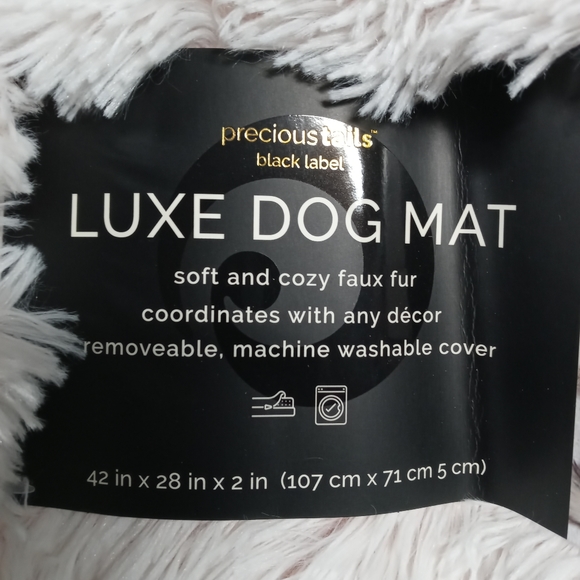 precioustails™
black label
LUXE DOG MAT
soft and cozy faux fur
coordinates with any décor
removeable, machine washable cover
42 in x 28 in x 2 in (107 cm x 71 cm 5 cm)